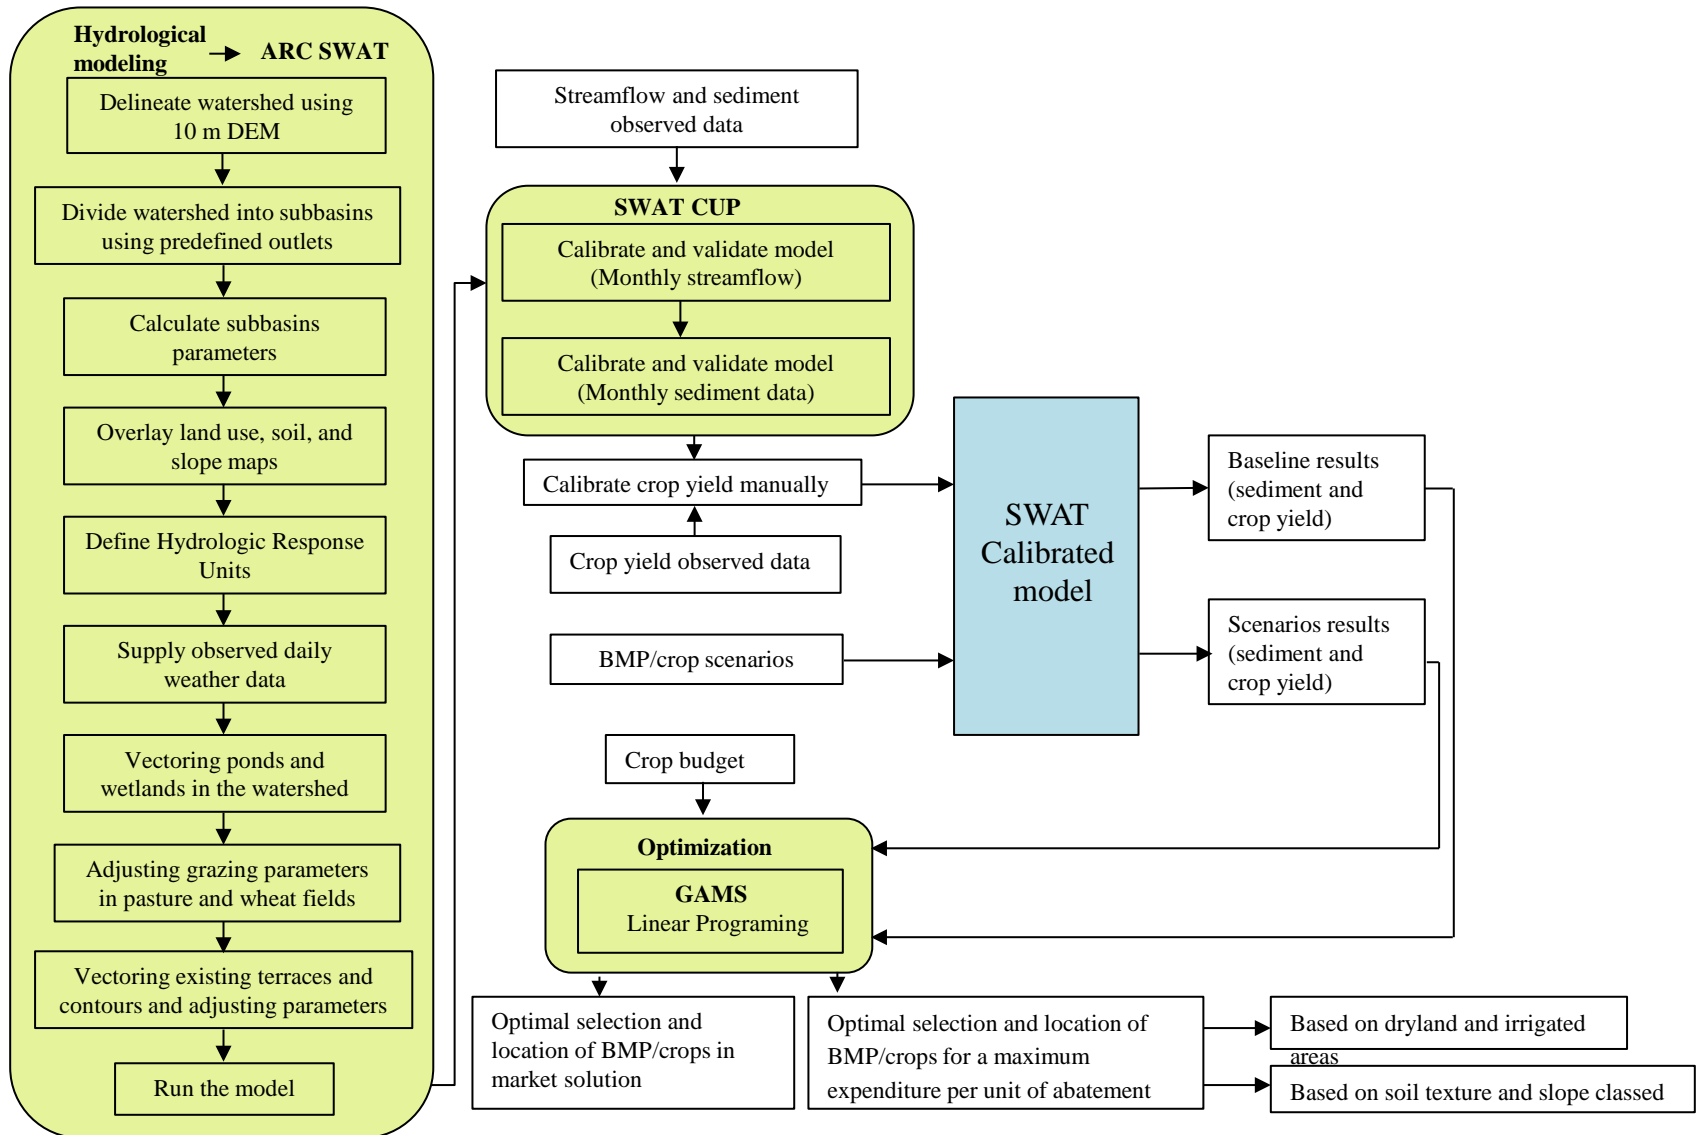 Hydrological
modeling
ARC SWAT
Delineate watershed using
10 m DEM
Divide watershed into subbasins
using predefined outlets
Calculate subbasins
parameters
Overlay land use, soil, and
slope maps
Define Hydrologic Response
Units
Supply observed daily
weather data
Vectoring ponds and
wetlands in the watershed
Adjusting grazing parameters
in pasture and wheat fields
Vectoring existing terraces and
contours and adjusting parameters
Run the model
Streamflow and sediment
observed data
SWAT CUP
Calibrate and validate model
(Monthly streamflow)
Calibrate and validate model
(Monthly sediment data)
Calibrate crop yield manually
Crop yield observed data
BMP/crop scenarios
SWAT
Calibrated
model
Baseline results
(sediment and
crop yield)
Scenarios results
(sediment and
crop yield)
Crop budget
Optimization
GAMS
Linear Programing
Optimal selection and
location of BMP/crops in
market solution
Optimal selection and location of
BMP/crops for a maximum
expenditure per unit of abatement
Based on dryland and irrigated
areas
Based on soil texture and slope classed